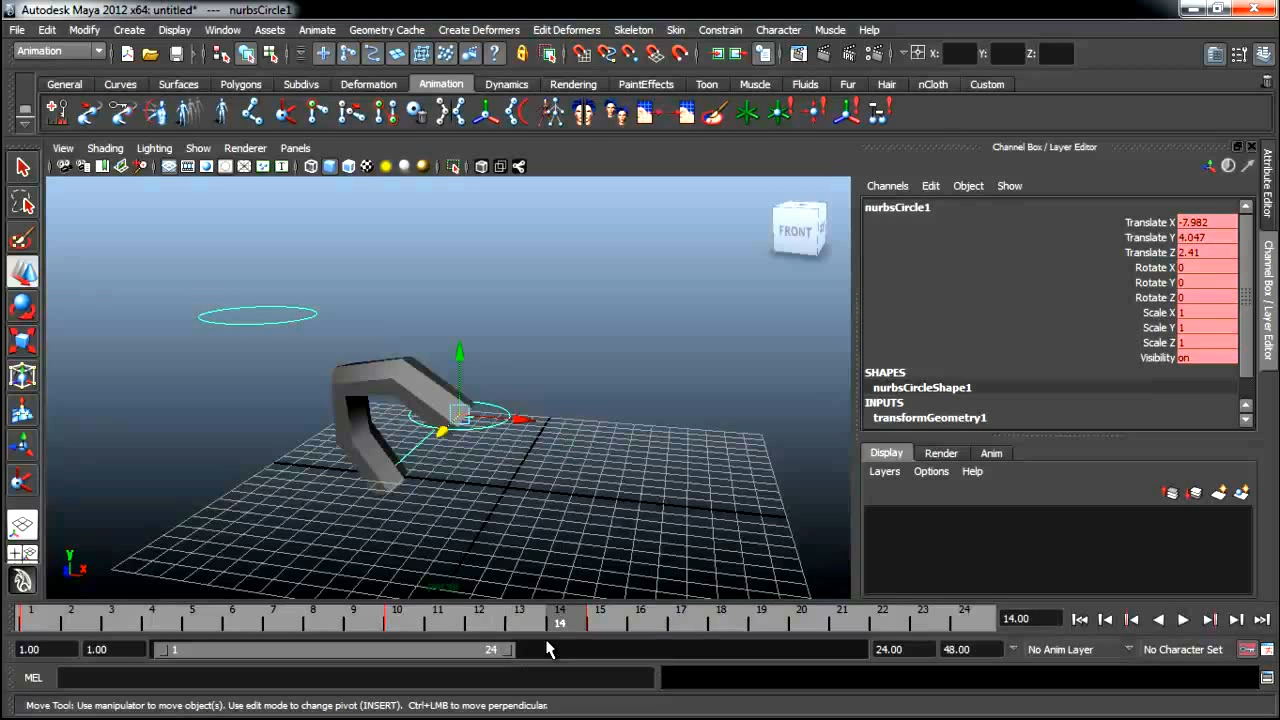 Autodesk Maya 2012 x64: untitled* --- nurbsCircle1
File Edit Modify Create Display Window Assets Animate Geometry Cache Create Deformers Edit Deformers Skeleton Skin Constrain Character Muscle Help
Animation X: Y: Z:
General Curves Surfaces Polygons Subdivs Deformation Animation Dynamics Rendering PaintEffects Toon Muscle Fluids Fur Hair nCloth Custom
View Shading Lighting Show Renderer Panels
Channel Box / Layer Editor
Channels Edit Object Show
nurbsCircle1
Translate X -7.982
Translate Y 4.047
Translate Z 2.41
Rotate X 0
Rotate Y 0
Rotate Z 0
Scale X 1
Scale Y 1
Scale Z 1
Visibility on
SHAPES
nurbsCircleShape1
INPUTS
transformGeometry1
Display Render Anim
Layers Options Help
Attribute Editor
Channel Box / Layer Editor
FRONT
y
x
1 2 3 4 5 6 7 8 9 10 11 12 13 14 15 16 17 18 19 20 21 22 23 24
14
14.00
1.00 1.00 1 24 24.00 48.00 No Anim Layer No Character Set
MEL
Move Tool: Use manipulator to move object(s). Use edit mode to change pivot (INSERT). Ctrl+LMB to move perpendicular.